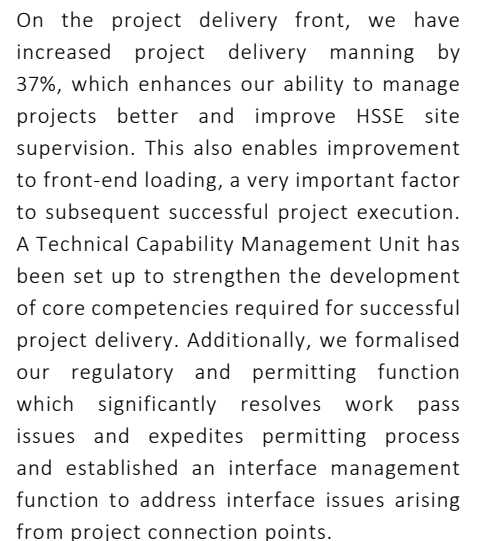 On the project delivery front, we have
increased project delivery manning by
37%, which enhances our ability to manage
projects better and improve HSSE site
supervision. This also enables improvement
to front-end loading, a very important factor
to subsequent successful project execution.
A Technical Capability Management Unit has
been set up to strengthen the development
of core competencies required for successful
project delivery. Additionally, we formalised
our regulatory and permitting function
which significantly resolves work pass
issues and expedites permitting process
and established an interface management
function to address interface issues arising
from project connection points.